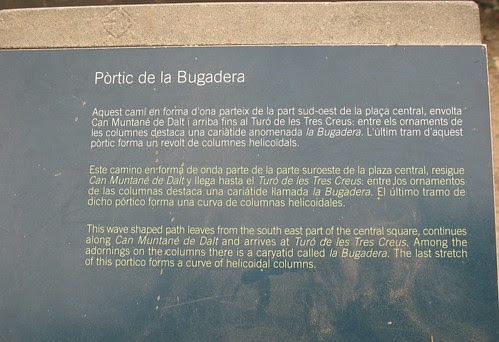 Pòrtic de la Bugadera
Aquest camí en forma d'ona parteix de la part sud-oest de la plaça central, envolta
Can Muntané de Dalt i arriba fins al Turó de les Tres Creus: entre els ornaments de
les columnes destaca una cariàtide anomenada la Bugadera. L'últim tram d'aquest
pòrtic forma un revolt de columnes helicoïdals.
Este camino en forma de onda parte de la parte suroeste de la plaza central, resigue
Can Muntané de Dalt y llega hasta el Turó de les Tres Creus: entre los ornamentos
de las columnas destaca una cariátide llamada la Bugadera. El último tramo de
dicho pórtico forma una curva de columnas helicoidales.
This wave shaped path leaves from the south east part of the central square, continues
along Can Muntané de Dalt and arrives at Turó de les Tres Creus. Among the
adornings on the columns there is a caryatid called la Bugadera. The last stretch
of this portico forms a curve of helicoidal columns.